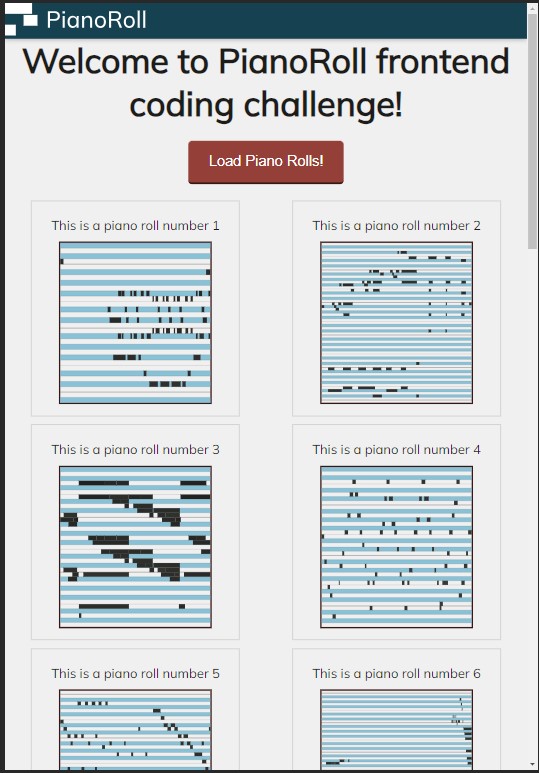 PianoRoll
Welcome to PianoRoll frontend
coding challenge!
Load Piano Rolls!
This is a piano roll number 1
This is a piano roll number 2
This is a piano roll number 3
This is a piano roll number 4
This is a piano roll number 5
This is a piano roll number 6